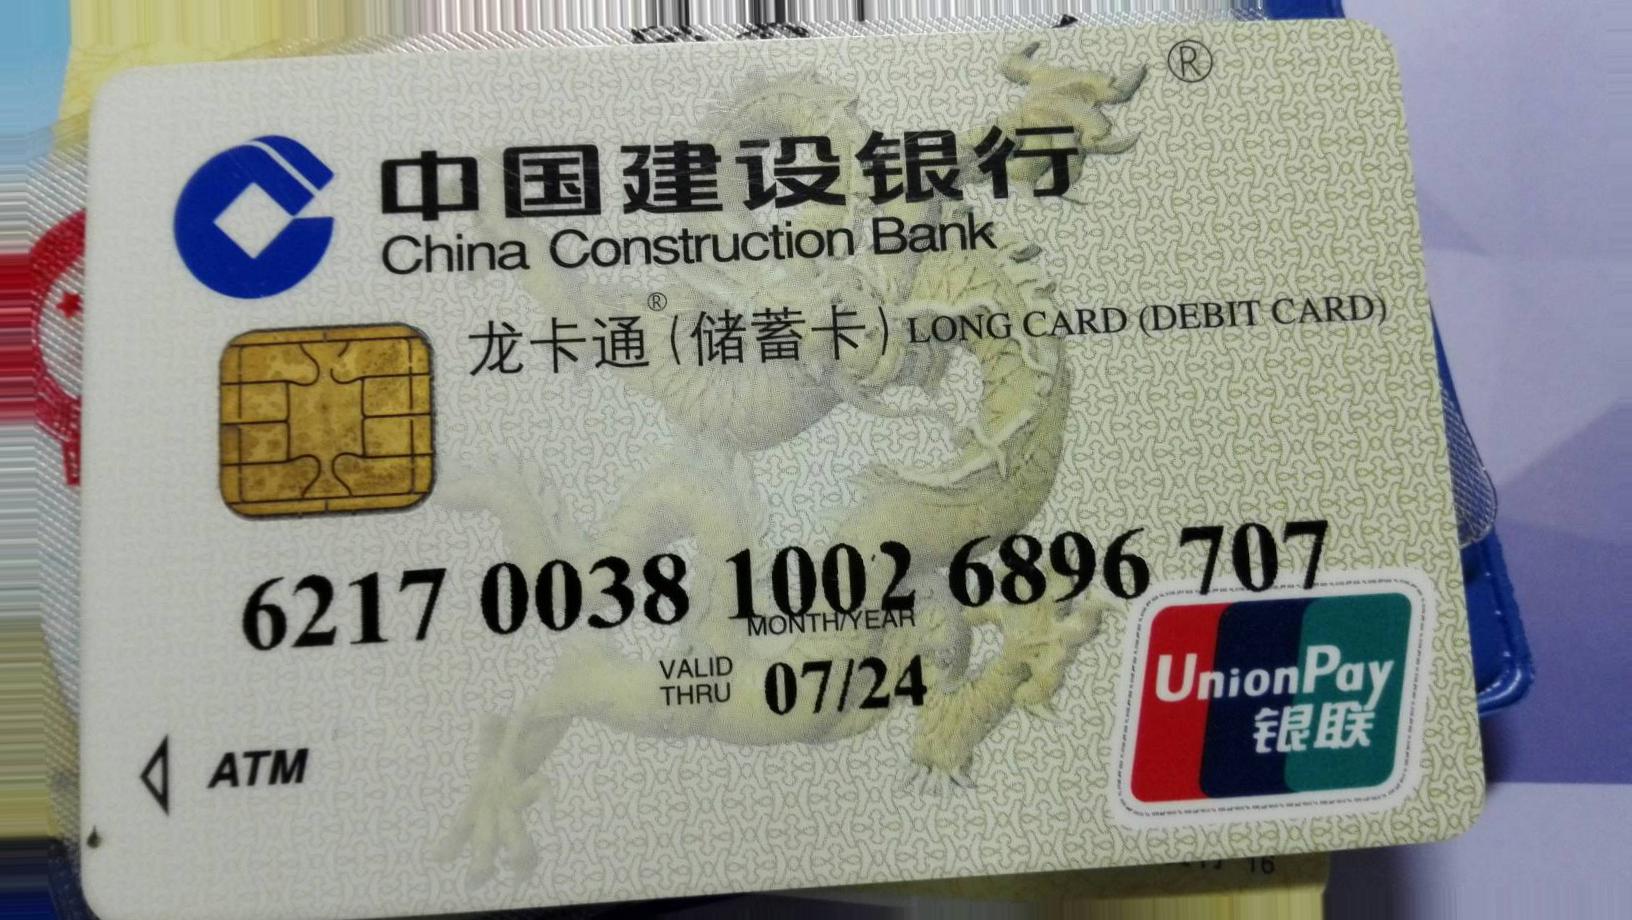 ®
中国建设银行
China Construction Bank
龙卡通®(储蓄卡) LONG CARD (DEBIT CARD)
6217 0038 1002 6896 707
MONTH/YEAR
VALID THRU 07/24
ATM
UnionPay
银联
16